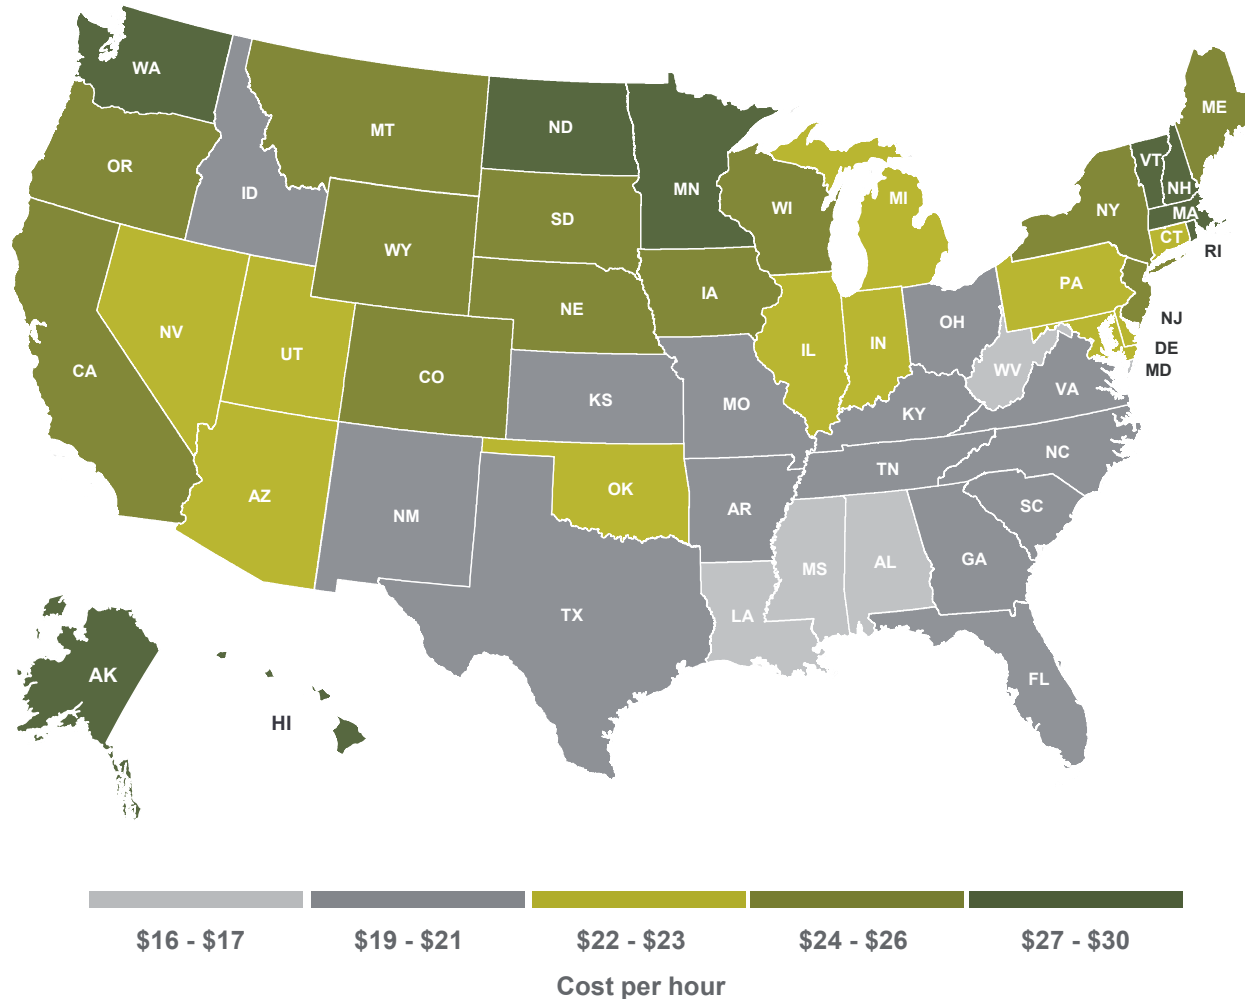 WA
MT
ND
MN
OR
ID
WY
SD
WI
MI
VT
NH
ME
NY
MA
CT
RI
NV
UT
CO
NE
IA
IL
IN
OH
PA
NJ
DE
MD
CA
KS
MO
KY
WV
VA
AZ
NM
OK
AR
TN
NC
SC
TX
LA
MS
AL
GA
FL
AK
HI
$16 - $17
$19 - $21
$22 - $23
$24 - $26
$27 - $30
Cost per hour